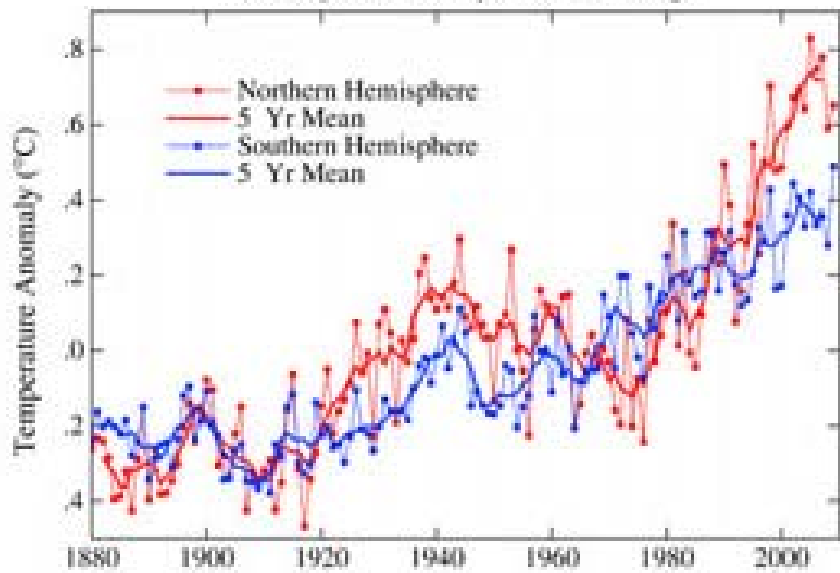 .8
.6
.4
.2
.0
.2
.4
Temperature Anomaly (°C)
Northern Hemisphere
5 Yr Mean
Southern Hemisphere
5 Yr Mean
1880 1900 1920 1940 1960 1980 2000